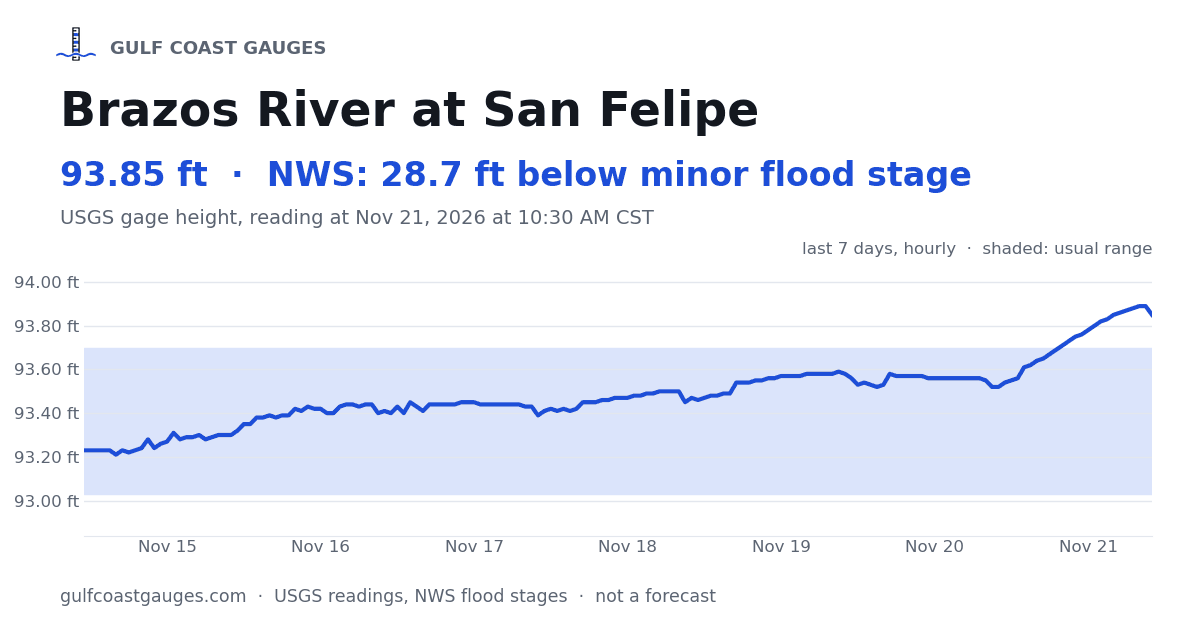 GULF COAST GAUGES
Brazos River at San Felipe
93.85 ft · NWS: 28.7 ft below minor flood stage
USGS gage height, reading at Nov 21, 2026 at 10:30 AM CST
last 7 days, hourly · shaded: usual range
94.00 ft
93.80 ft
93.60 ft
93.40 ft
93.20 ft
93.00 ft
Nov 15 Nov 16 Nov 17 Nov 18 Nov 19 Nov 20 Nov 21
gulfcoastgauges.com · USGS readings, NWS flood stages · not a forecast